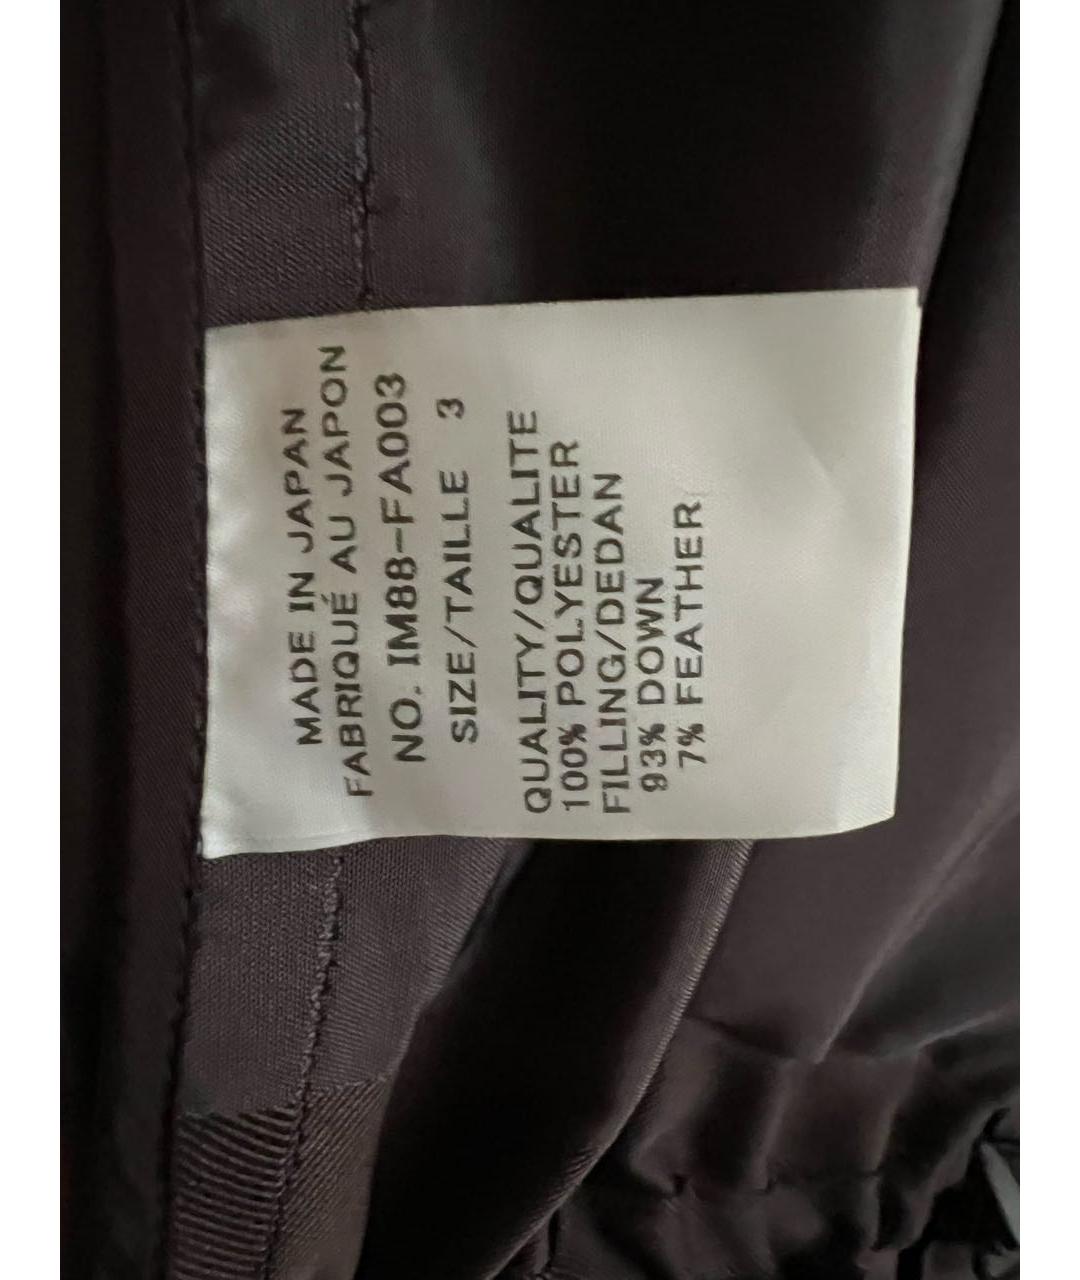 MADE IN JAPAN
FABRIQUÉ AU JAPON
NO. IM88-FA003
SIZE/TAILLE 3
QUALITY/QUALITE
100% POLYESTER
FILLING/DEDAN
93% DOWN
7% FEATHER